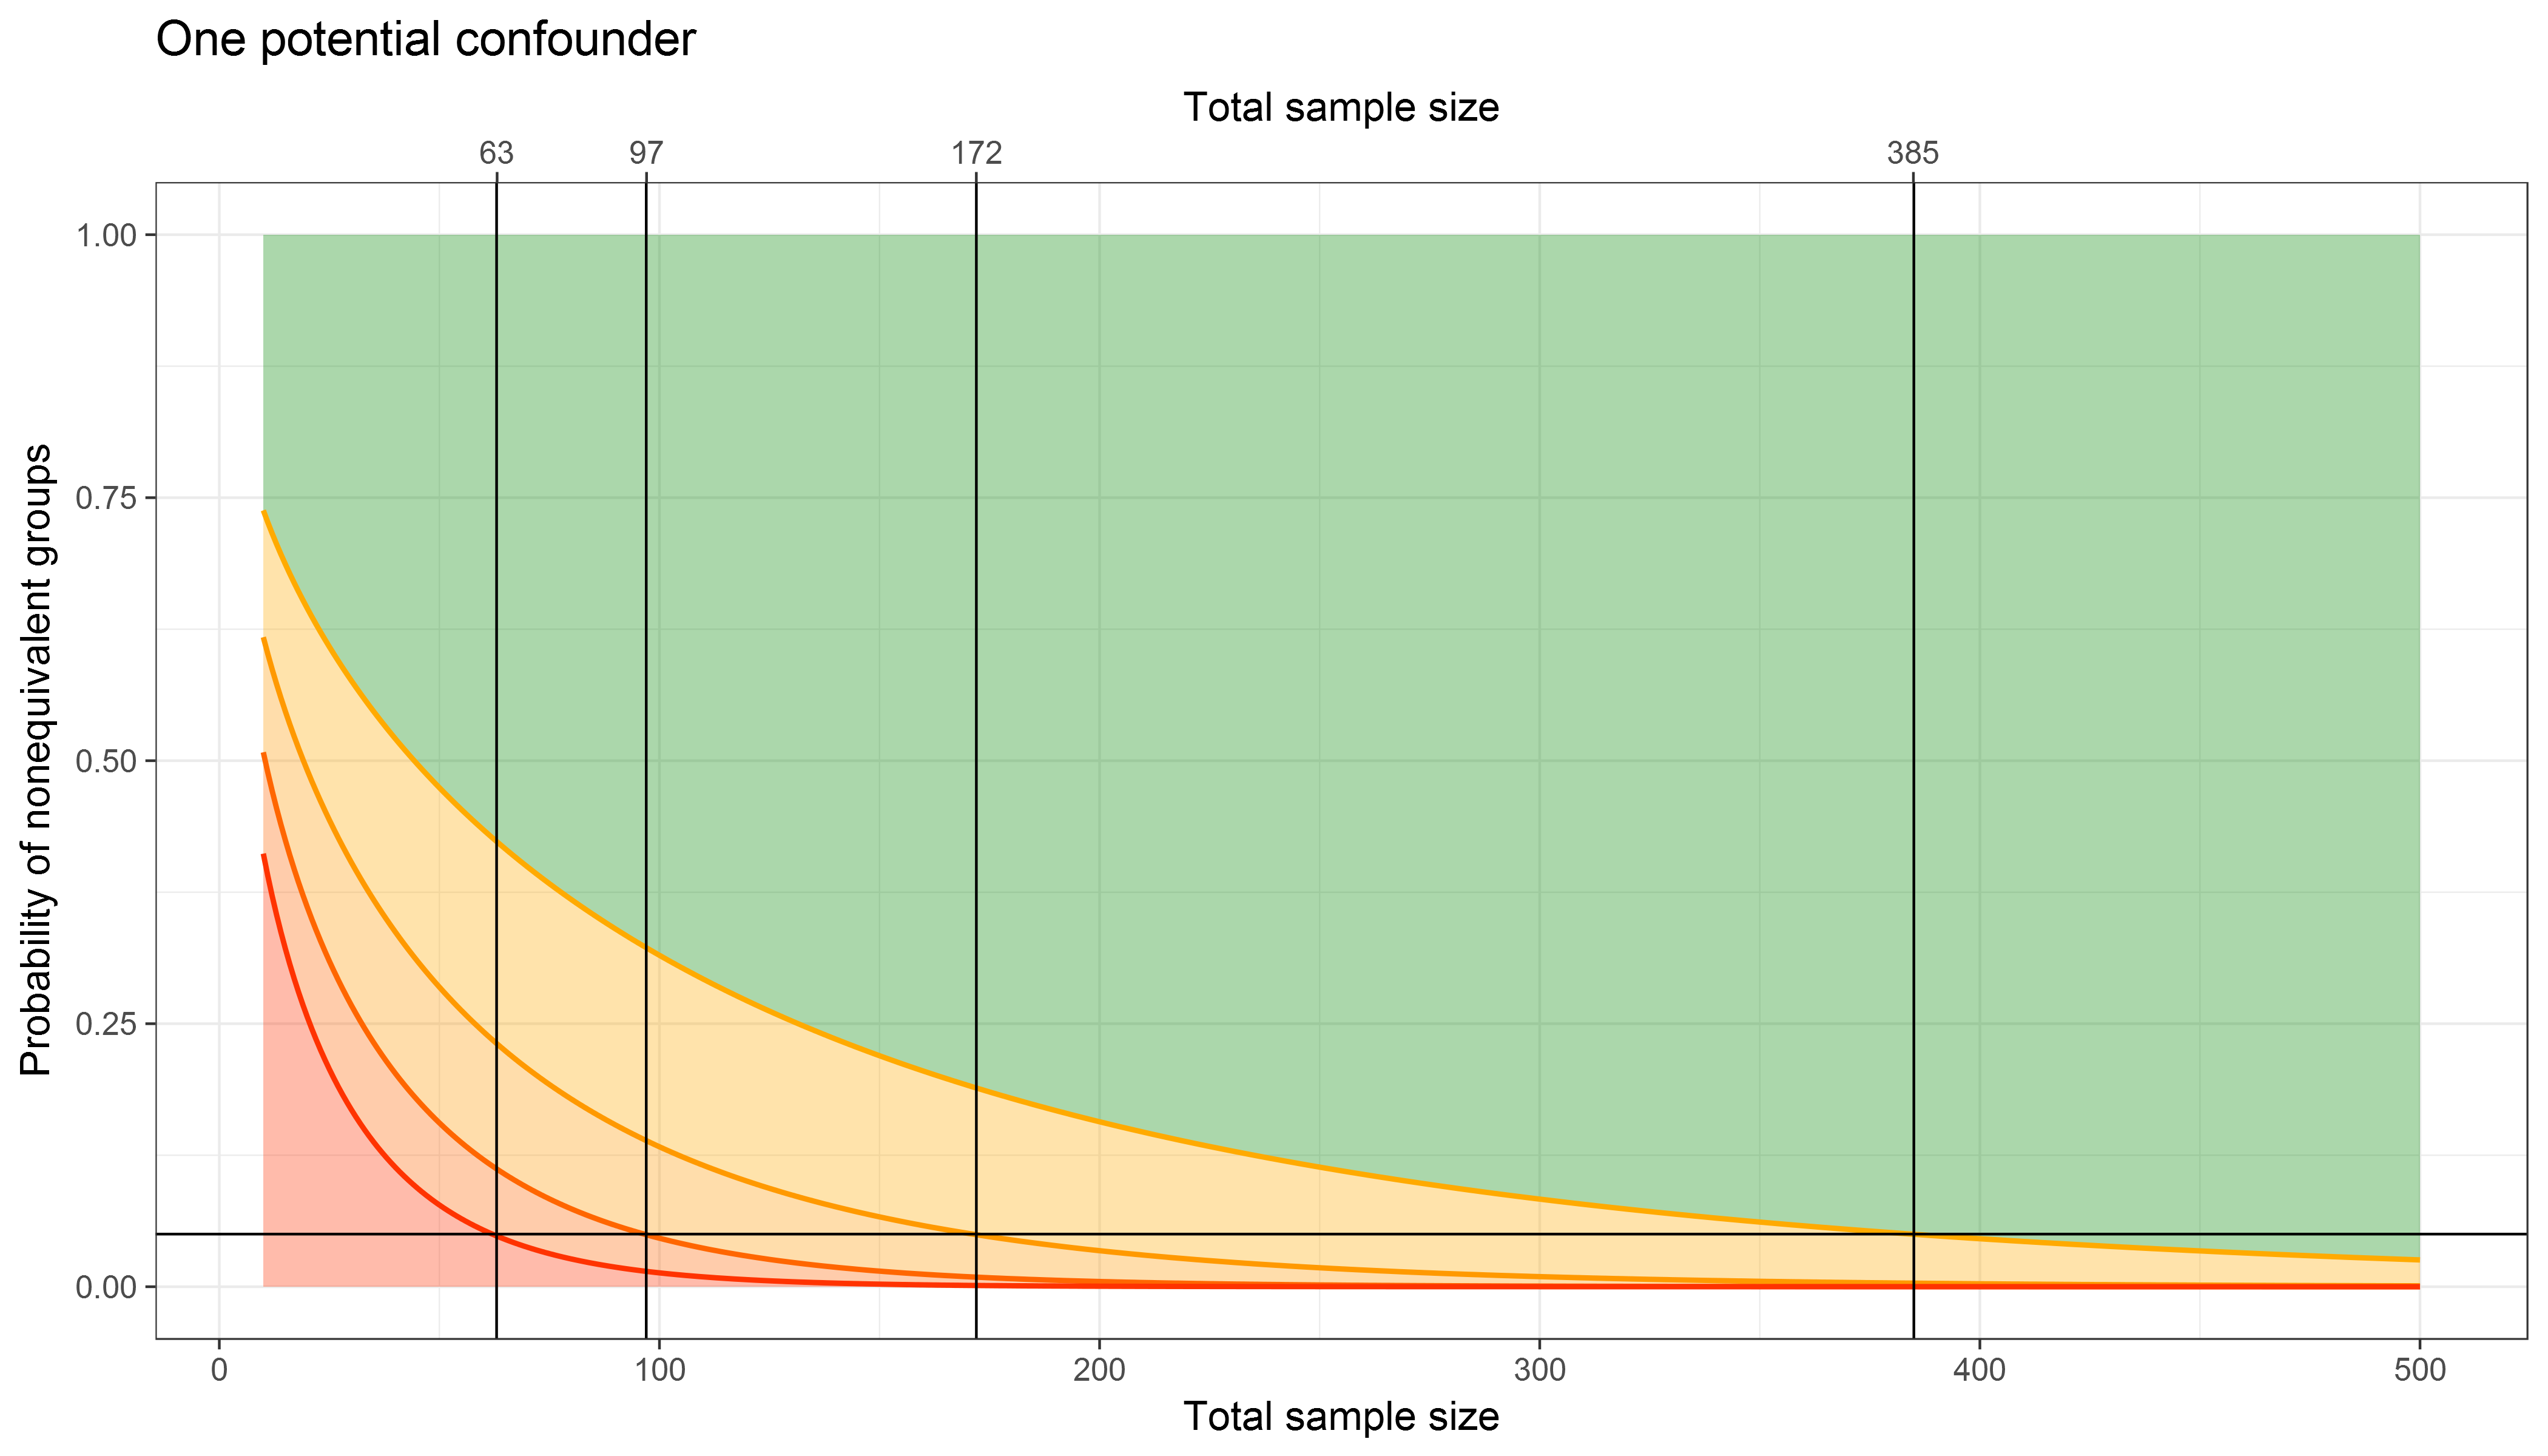 One potential confounder
Total sample size
63 97 172 385
Probability of nonequivalent groups
1.00
0.75
0.50
0.25
0.00
0 100 200 300 400 500
Total sample size